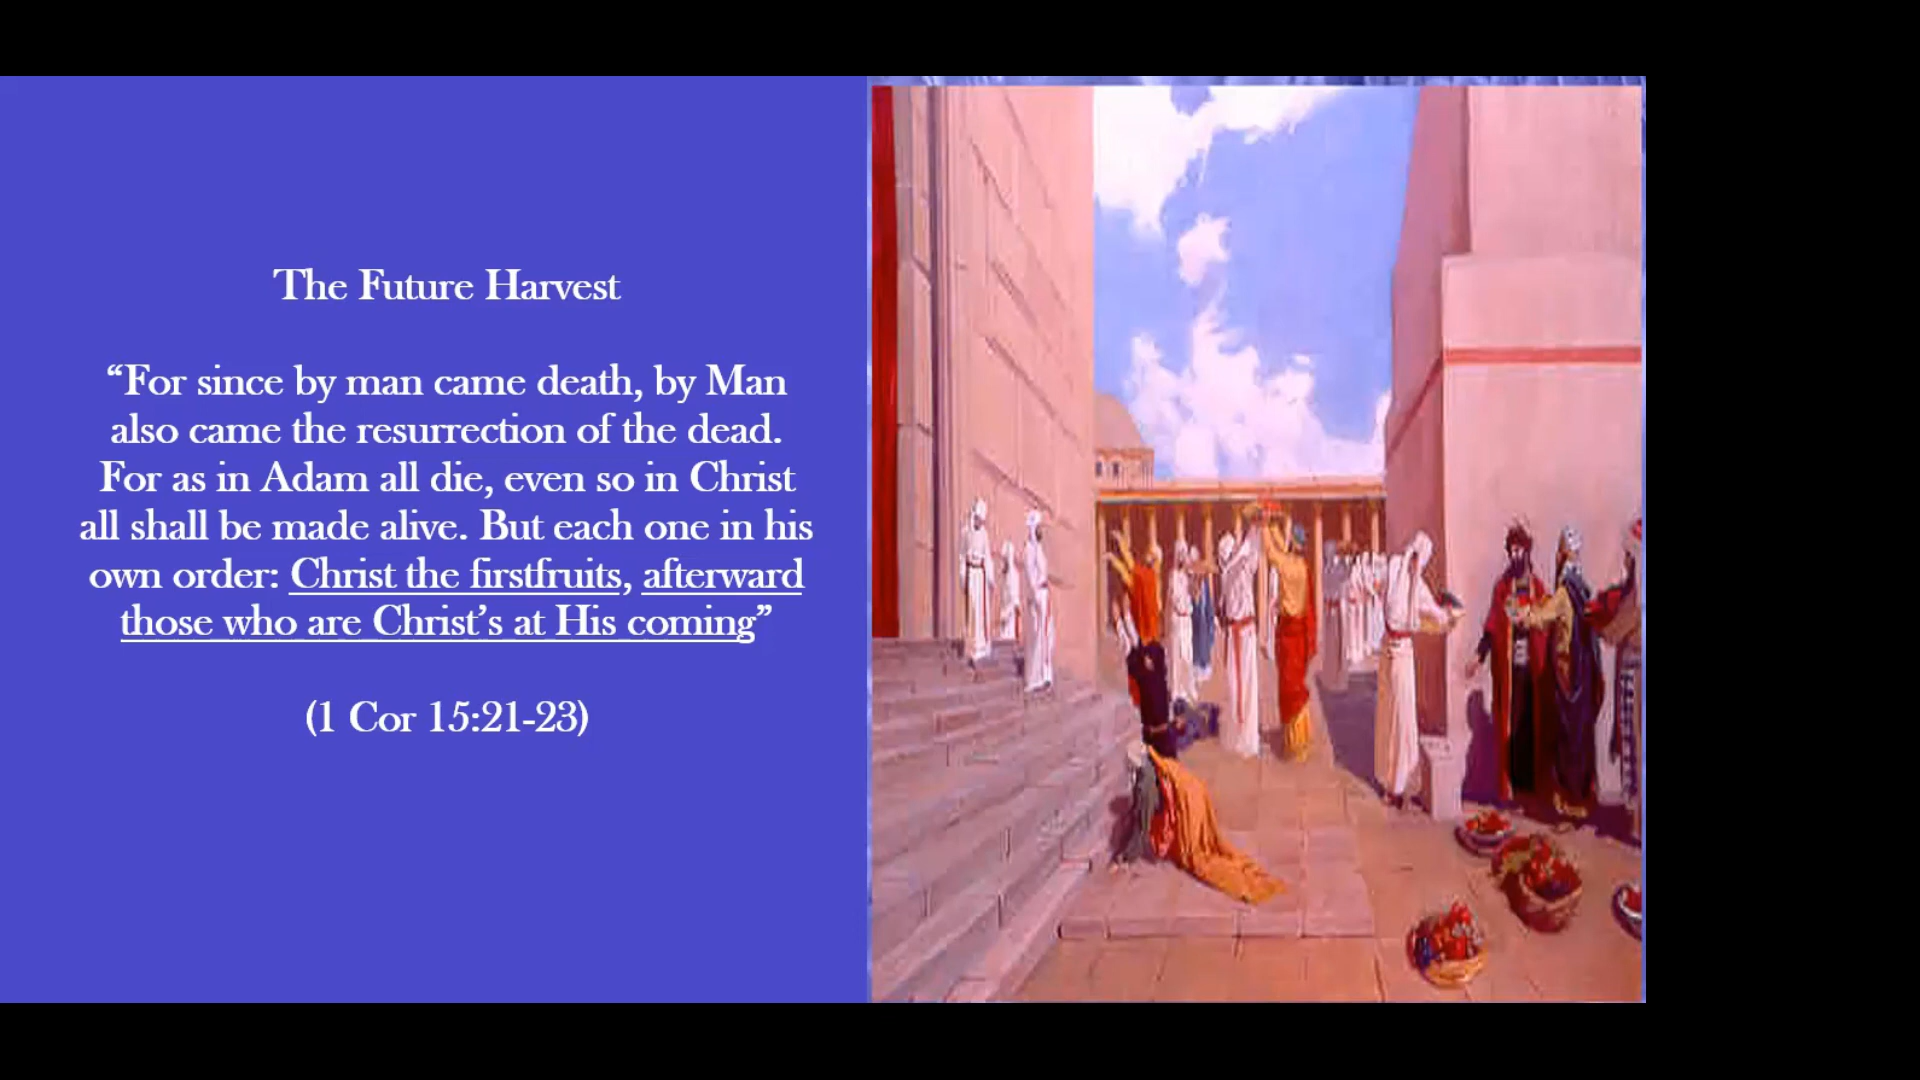 The Future Harvest
“For since by man came death, by Man
also came the resurrection of the dead.
For as in Adam all die, even so in Christ
all shall be made alive. But each one in his
own order: Christ the firstfruits, afterward
those who are Christ’s at His coming”
(1 Cor 15:21-23)